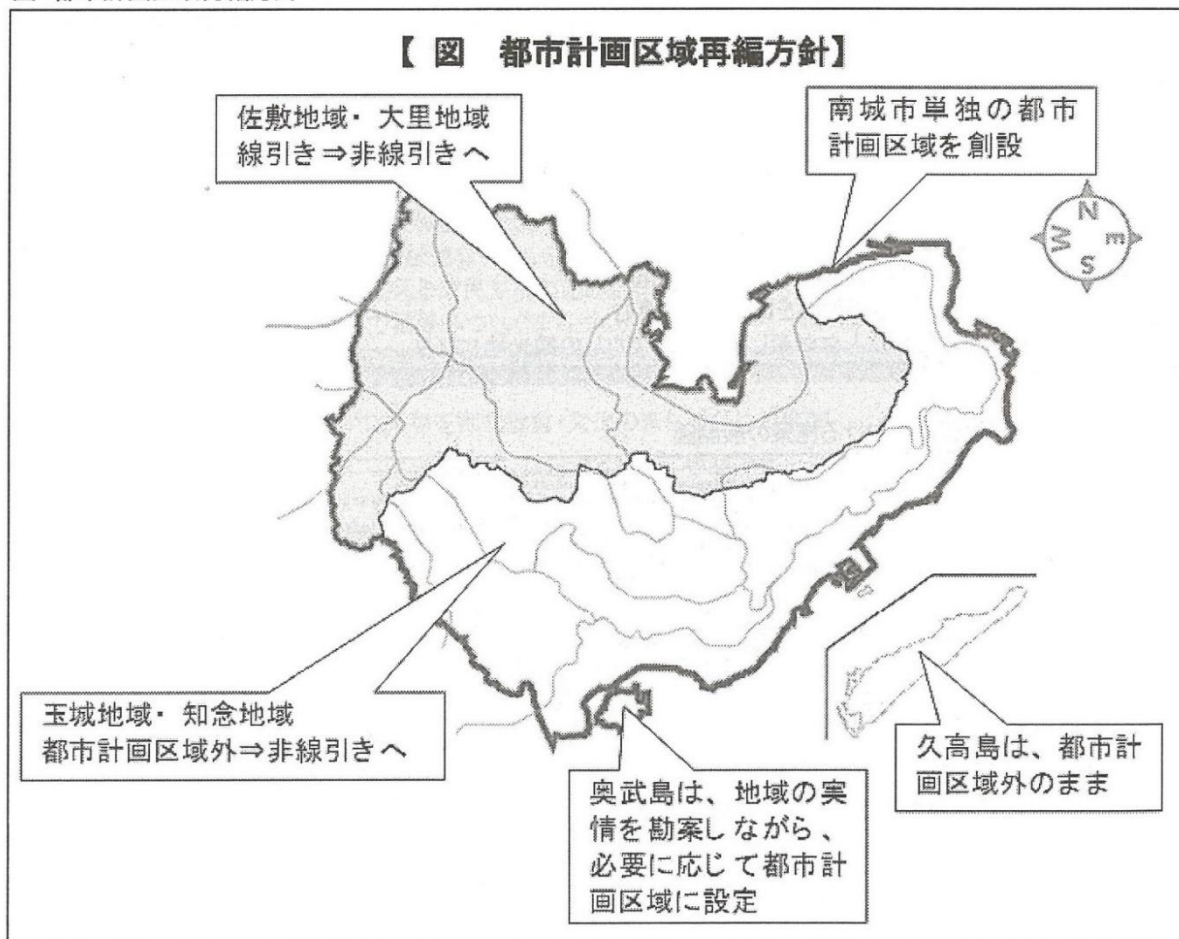 【 図　都市計画区域再編方針】
佐敷地域・ 大里地域
線引き⇒非線引きへ
南城市単独の都市
計画区域を創設
N
W
E
S
玉城地域・ 知念地域
都市計画区域外⇒非線引きへ
久高島は、都市計
画区域外のまま
奥武島は、地域の実
情を勘案しながら、
必要に応じて都市計
画区域に設定